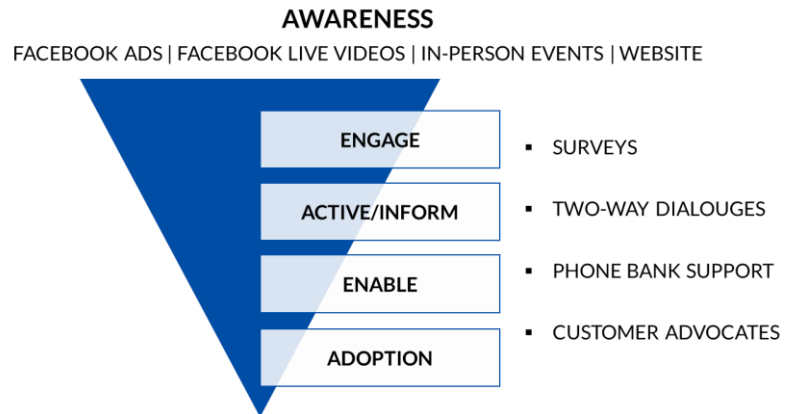 AWARENESS
FACEBOOK ADS | FACEBOOK LIVE VIDEOS | IN-PERSON EVENTS | WEBSITE
ENGAGE
ACTIVE/INFORM
ENABLE
ADOPTION
▪ SURVEYS
▪ TWO-WAY DIALOUGES
▪ PHONE BANK SUPPORT
▪ CUSTOMER ADVOCATES